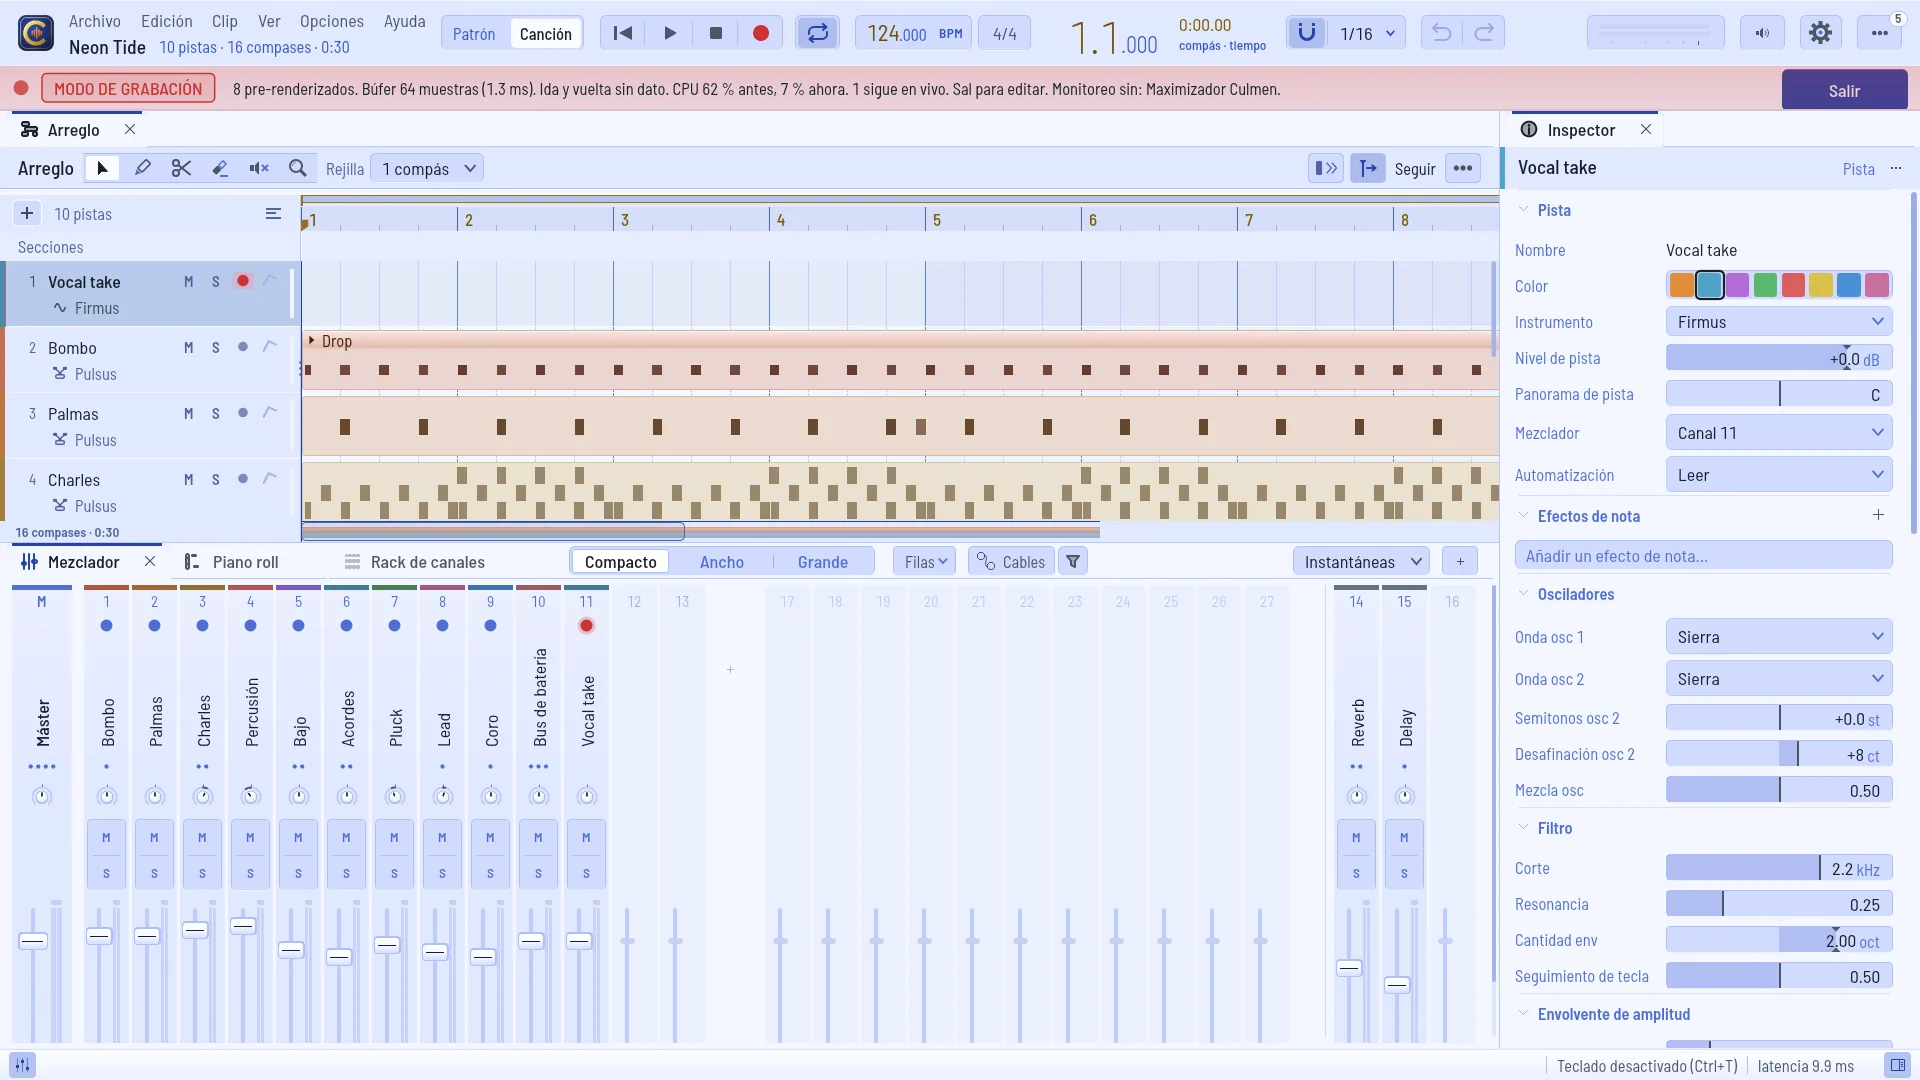 Archivo Edición Clip Ver Opciones Ayuda
Neon Tide 10 pistas · 16 compases · 0:30
Patrón Canción
124.000 BPM
4/4
1.1.000
0:00.00
compás · tiempo
1/16
5
MODO DE GRABACIÓN
8 pre-renderizados. Búfer 64 muestras (1.3 ms). Ida y vuelta sin dato. CPU 62 % antes, 7 % ahora. 1 sigue en vivo. Sal para editar. Monitoreo sin: Maximizador Culmen.
Salir
Arreglo
Arreglo
Rejilla 1 compás
Seguir
10 pistas
1 2 3 4 5 6 7 8
Secciones
1 Vocal take M S
Firmus
2 Bombo M S
Pulsus
Drop
3 Palmas M S
Pulsus
4 Charles M S
Pulsus
16 compases · 0:30
Mezclador Piano roll Rack de canales
Compacto Ancho Grande
Filas Cables
Instantáneas +
M 1 2 3 4 5 6 7 8 9 10 11 12 13 17 18 19 20 21 22 23 24 25 26 27 14 15 16
Máster Bombo Palmas Charles Percusión Bajo Acordes Pluck Lead Coro Bus de batería Vocal take Reverb Delay
M M M M M M M M M M M M M
S S S S S S S S S S S S S
Inspector
Vocal take Pista
Pista
Nombre Vocal take
Color
Instrumento Firmus
Nivel de pista +0.0 dB
Panorama de pista C
Mezclador Canal 11
Automatización Leer
Efectos de nota
Añadir un efecto de nota...
Osciladores
Onda osc 1 Sierra
Onda osc 2 Sierra
Semitonos osc 2 +0.0 st
Desafinación osc 2 +8 ct
Mezcla osc 0.50
Filtro
Corte 2.2 kHz
Resonancia 0.25
Cantidad env 2.00 oct
Seguimiento de tecla 0.50
Envolvente de amplitud
Teclado desactivado (Ctrl+T) latencia 9.9 ms